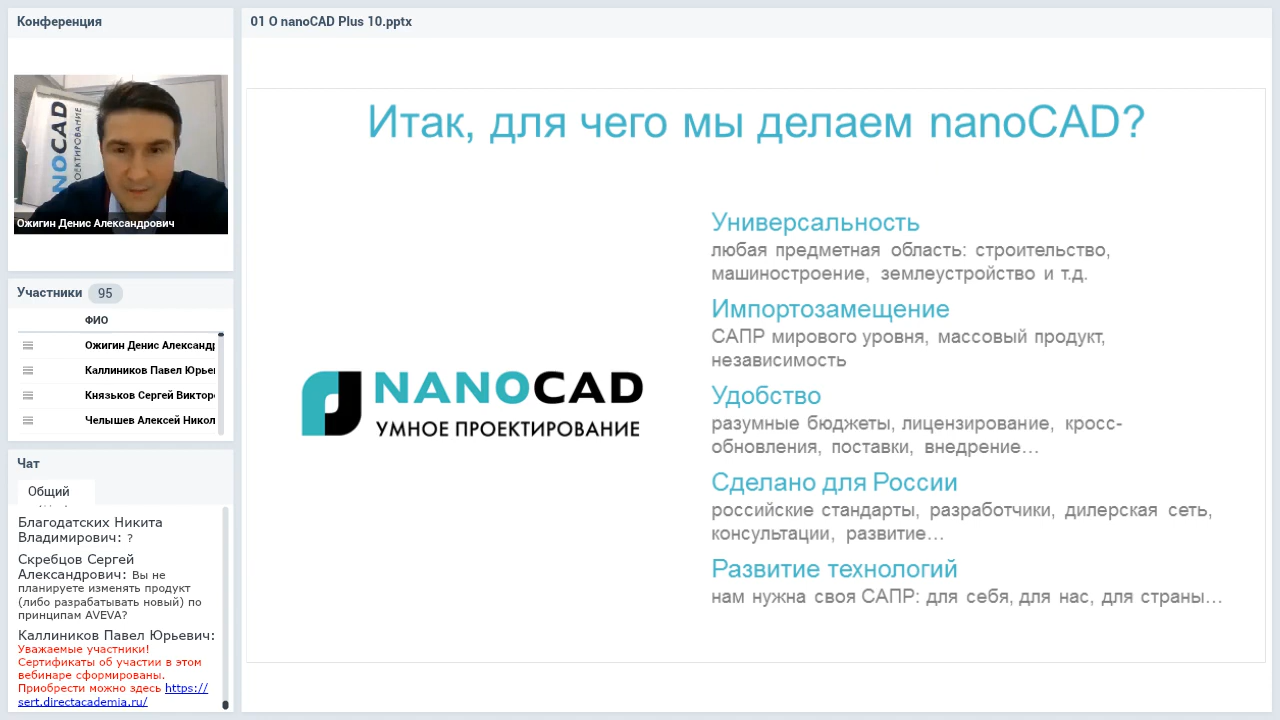 Конференция
NOCAD
ПРОЕКТИРОВАНИЕ
Ожигин Денис Александрович
Участники 95
ФИО
Ожигин Денис Александр
Каллиников Павел Юрье
Князьков Сергей Викторо
Челышев Алексей Никол
Чат
Общий
Благодатских Никита
Владимирович: ?
Скребцов Сергей
Александрович: Вы не
планируете изменять продукт
(либо разрабатывать новый) по
принципам AVEVA?
Каллиников Павел Юрьевич:
Уважаемые участники!
Сертификаты об участии в этом
вебинаре сформированы.
Приобрести можно здесь https://
sert.directacademia.ru/
01 О nanoCAD Plus 10.pptx
Итак, для чего мы делаем nanoCAD?
NANOCAD
УМНОЕ ПРОЕКТИРОВАНИЕ
Универсальность
любая предметная область: строительство,
машиностроение, землеустройство и т.д.
Импортозамещение
САПР мирового уровня, массовый продукт,
независимость
Удобство
разумные бюджеты, лицензирование, кросс-
обновления, поставки, внедрение...
Сделано для России
российские стандарты, разработчики, дилерская сеть,
консультации, развитие...
Развитие технологий
нам нужна своя САПР: для себя, для нас, для страны...